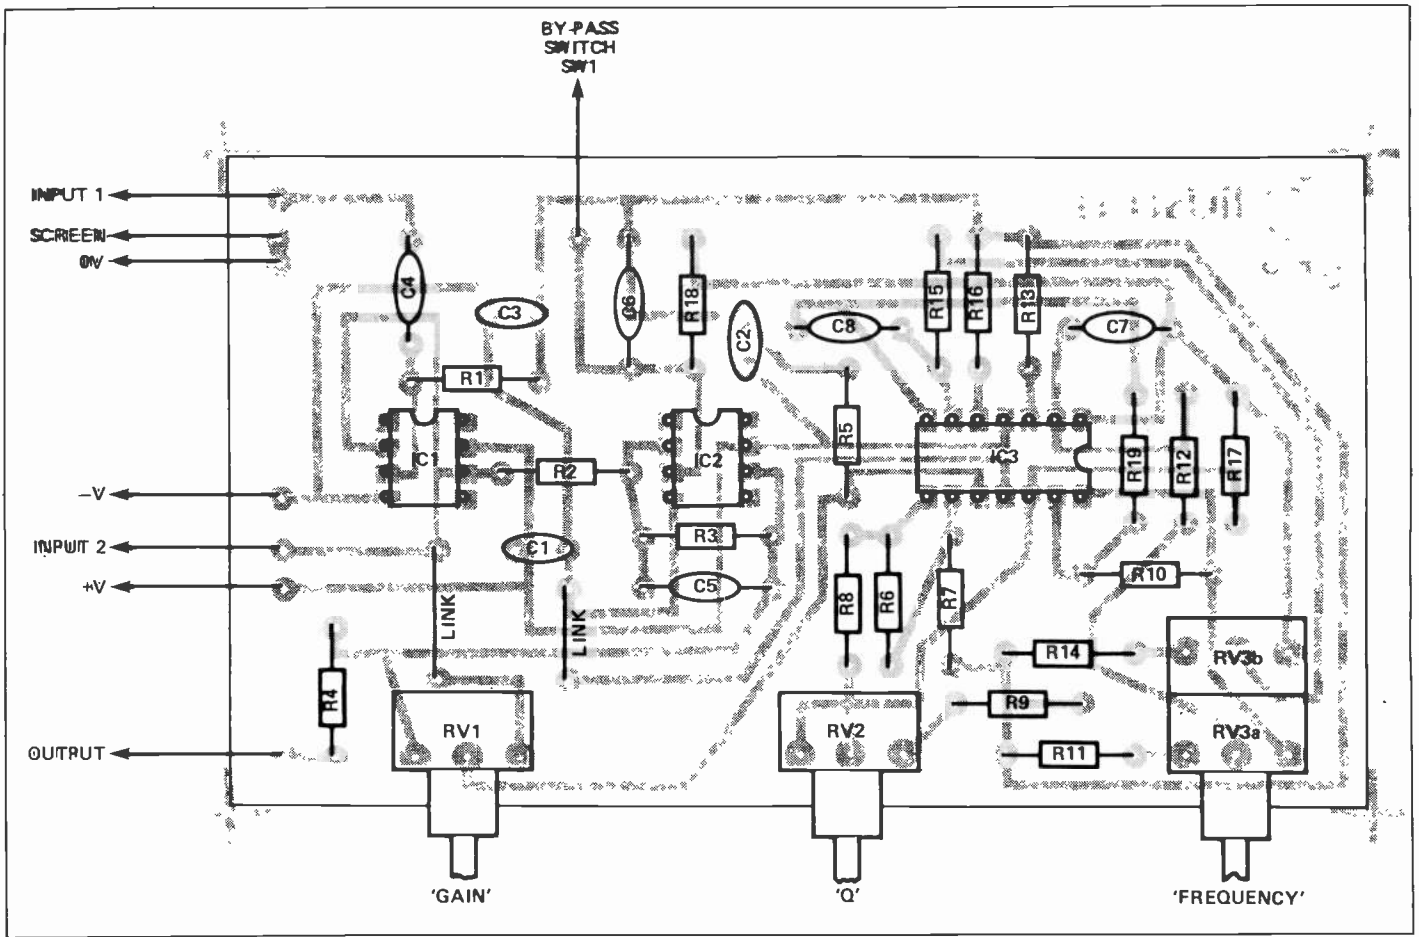 BY-PASS
SWITCH
SW1
INPUT 1
SCREEN
0V
C4
C3
C6
R18
C2
C8
R15
R16
R13
C7
R1
IC1
R2
IC2
R5
IC3
R19
R12
R17
-V
INPUT 2
+V
C1
R3
C5
R8
R6
R7
R10
LINK
LINK
R4
R14
RV3b
R9
RV1
RV2
RV3a
R11
OUTPUT
'GAIN'
'Q'
'FREQUENCY'